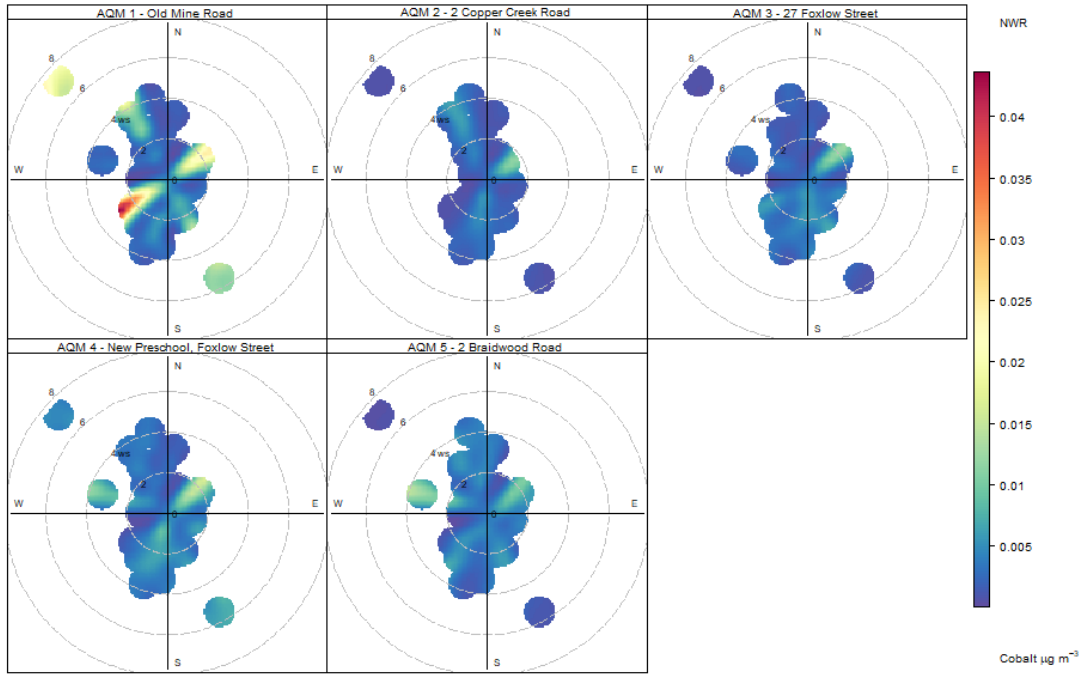 AQM 1 - Old Mine Road
AQM 2 - 2 Copper Creek Road
AQM 3 - 27 Foxlow Street
NWR
N
8
6
4 ws
2
0
W
E
S
N
8
6
4 ws
2
0
W
E
S
N
8
6
4 ws
2
0
W
E
S
0.04
0.035
0.03
0.025
0.02
0.015
0.01
0.005
AQM 4 - New Preschool, Foxlow Street
AQM 5 - 2 Braidwood Road
N
8
6
4 ws
2
0
W
E
S
N
8
6
4 ws
2
0
W
E
S
Cobalt µg m⁻³